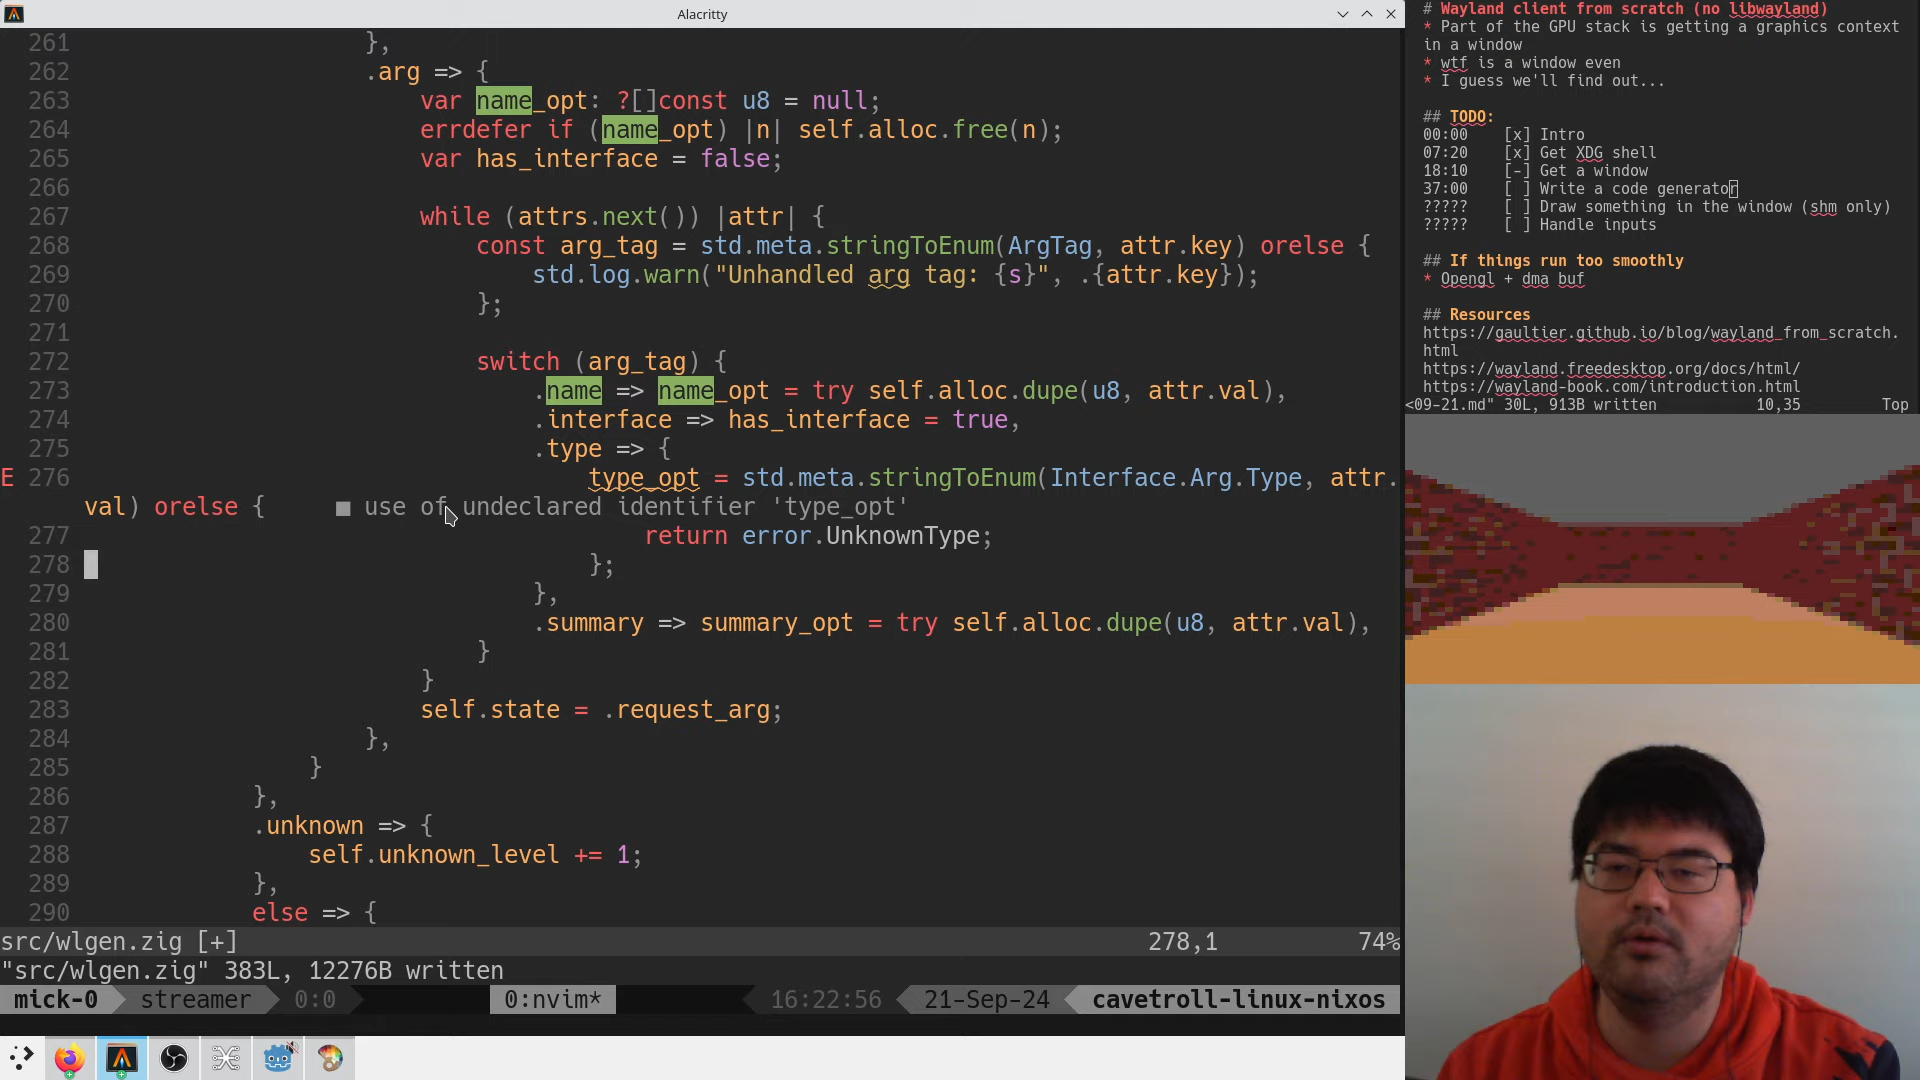 Alacritty
261 },
262 .arg => {
263 var name_opt: ?[]const u8 = null;
264 errdefer if (name_opt) |n| self.alloc.free(n);
265 var has_interface = false;
266
267 while (attrs.next()) |attr| {
268 const arg_tag = std.meta.stringToEnum(ArgTag, attr.key) orelse {
269 std.log.warn("Unhandled arg tag: {s}", .{attr.key});
270 };
271
272 switch (arg_tag) {
273 .name => name_opt = try self.alloc.dupe(u8, attr.val),
274 .interface => has_interface = true,
275 .type => {
E 276 type_opt = std.meta.stringToEnum(Interface.Arg.Type, attr.
val) orelse { ■ use of undeclared identifier 'type_opt'
277 return error.UnknownType;
278 };
279 },
280 .summary => summary_opt = try self.alloc.dupe(u8, attr.val),
281 }
282 }
283 self.state = .request_arg;
284 },
285 }
286 },
287 .unknown => {
288 self.unknown_level += 1;
289 },
290 else => {
src/wlgen.zig [+] 278,1 74%
"src/wlgen.zig" 383L, 12276B written
mick-0 streamer 0:0 0:nvim* 16:22:56 21-Sep-24 cavetroll-linux-nixos
# Wayland client from scratch (no libwayland)
* Part of the GPU stack is getting a graphics context
in a window
* wtf is a window even
* I guess we'll find out...
## TODO:
00:00 [x] Intro
07:20 [x] Get XDG shell
18:10 [-] Get a window
37:00 [ ] Write a code generator
????? [ ] Draw something in the window (shm only)
????? [ ] Handle inputs
## If things run too smoothly
* Opengl + dma buf
## Resources
https://gaultier.github.io/blog/wayland_from_scratch.
html
https://wayland.freedesktop.org/docs/html/
https://wayland-book.com/introduction.html
<09-21.md" 30L, 913B written 10,35 Top